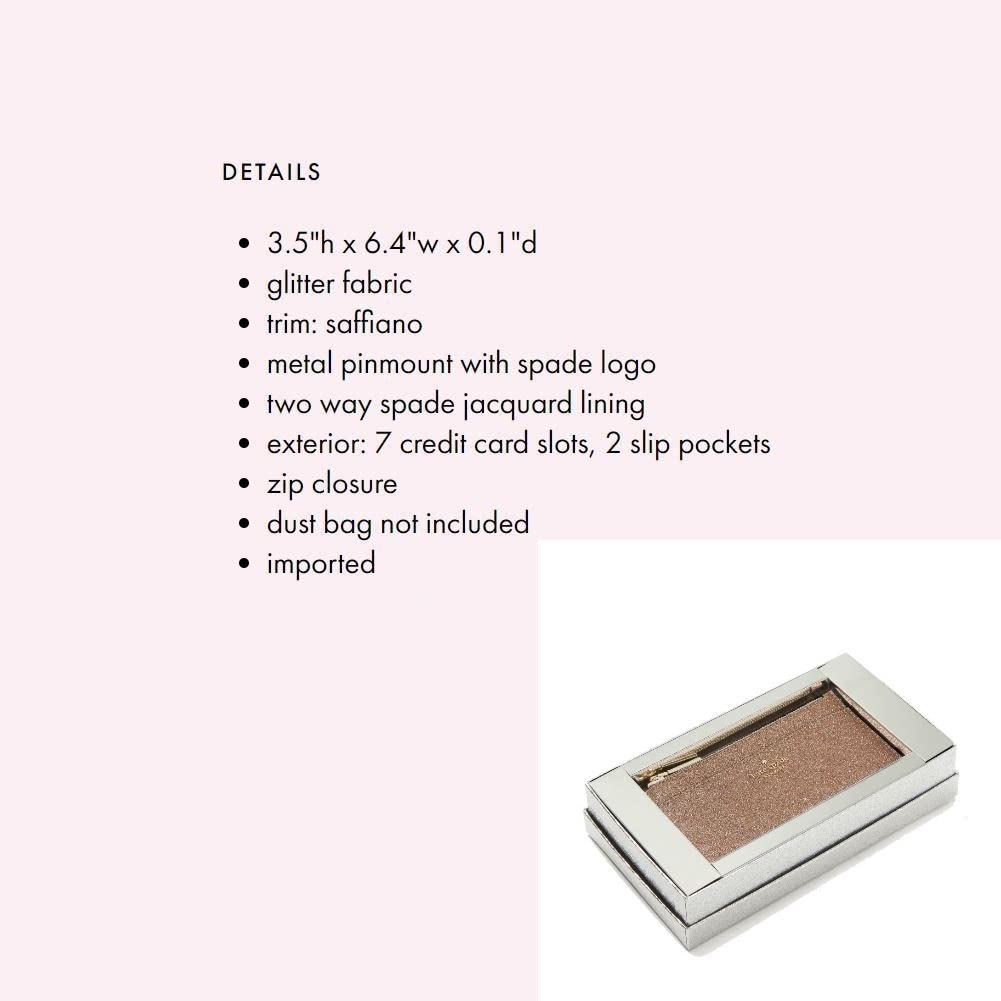 DETAILS
• 3.5"h x 6.4"w x 0.1"d
• glitter fabric
• trim: saffiano
• metal pinmount with spade logo
• two way spade jacquard lining
• exterior: 7 credit card slots, 2 slip pockets
• zip closure
• dust bag not included
• imported